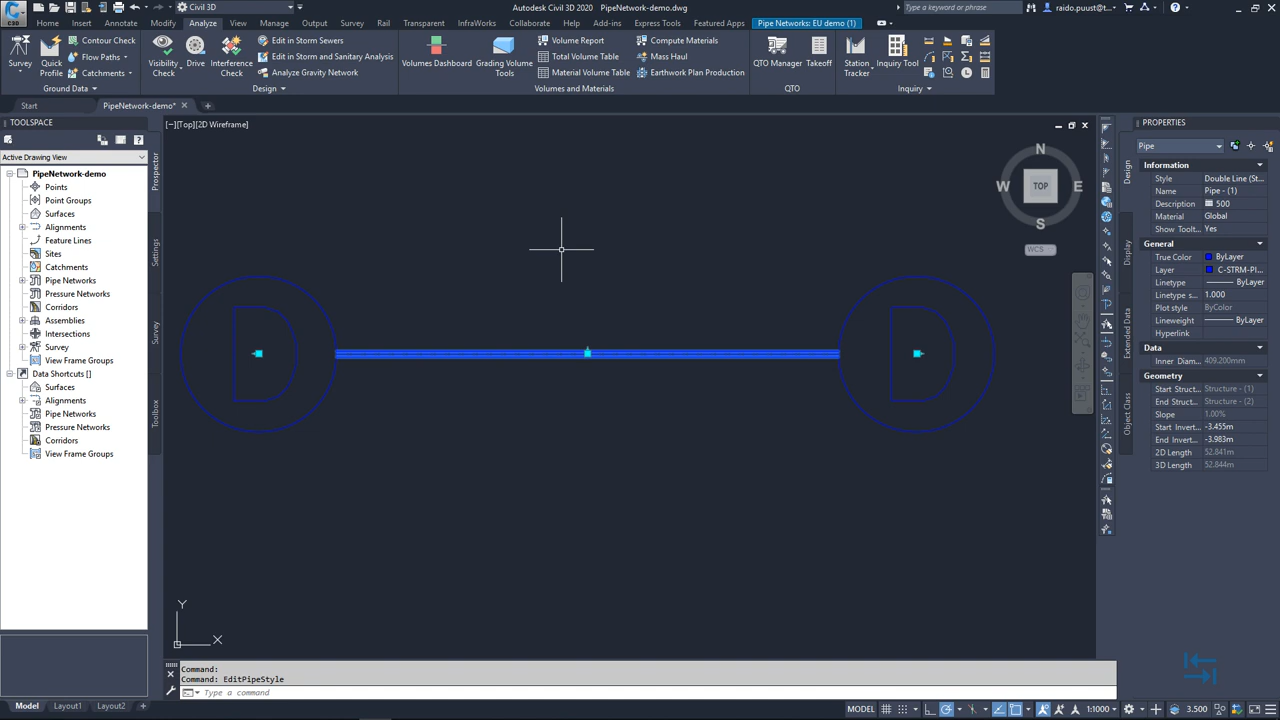 C3D
Civil 3D
Autodesk Civil 3D 2020 PipeNetwork-demo.dwg
Type a keyword or phrase
raido.puust@...
Home Insert Annotate Modify Analyze View Manage Output Survey Rail Transparent InfraWorks Collaborate Help Add-ins Express Tools Featured Apps Pipe Networks: EU demo (1)
Survey
Quick Profile
Contour Check
Flow Paths
Catchments
Ground Data
Visibility Check
Drive
Interference Check
Edit in Storm Sewers
Edit in Storm and Sanitary Analysis
Analyze Gravity Network
Design
Volumes Dashboard
Grading Volume Tools
Volume Report
Total Volume Table
Material Volume Table
Compute Materials
Mass Haul
Earthwork Plan Production
Volumes and Materials
QTO Manager
Takeoff
QTO
Station Tracker
Inquiry Tool
Inquiry
Start PipeNetwork-demo*
TOOLSPACE
Active Drawing View
PipeNetwork-demo
Points
Point Groups
Surfaces
Alignments
Feature Lines
Sites
Catchments
Pipe Networks
Pressure Networks
Corridors
Assemblies
Intersections
Survey
View Frame Groups
Data Shortcuts []
Surfaces
Alignments
Pipe Networks
Pressure Networks
Corridors
View Frame Groups
Prospector
Settings
Survey
Toolbox
[−][Top][2D Wireframe]
N
W TOP E
S
WCS
D D
Y
X
PROPERTIES
Pipe
Design
Display
Extended Data
Object Class
Information
Style Double Line (St...
Name Pipe - (1)
Description 500
Material Global
Show Toolt... Yes
General
True Color ByLayer
Layer C-STRM-PI...
Linetype ByLayer
Linetype s... 1.000
Plot style ByColor
Lineweight ByLayer
Hyperlink
Data
Inner Diam... 409.200mm
Geometry
Start Struct... Structure - (1)
End Struct... Structure - (2)
Slope 1.00%
Start Invert... -3.455m
End Invert... -3.983m
2D Length 52.841m
3D Length 52.844m
Command:
Command: EditPipeStyle
Type a command
Model Layout1 Layout2 +
MODEL 1:1000 3.500